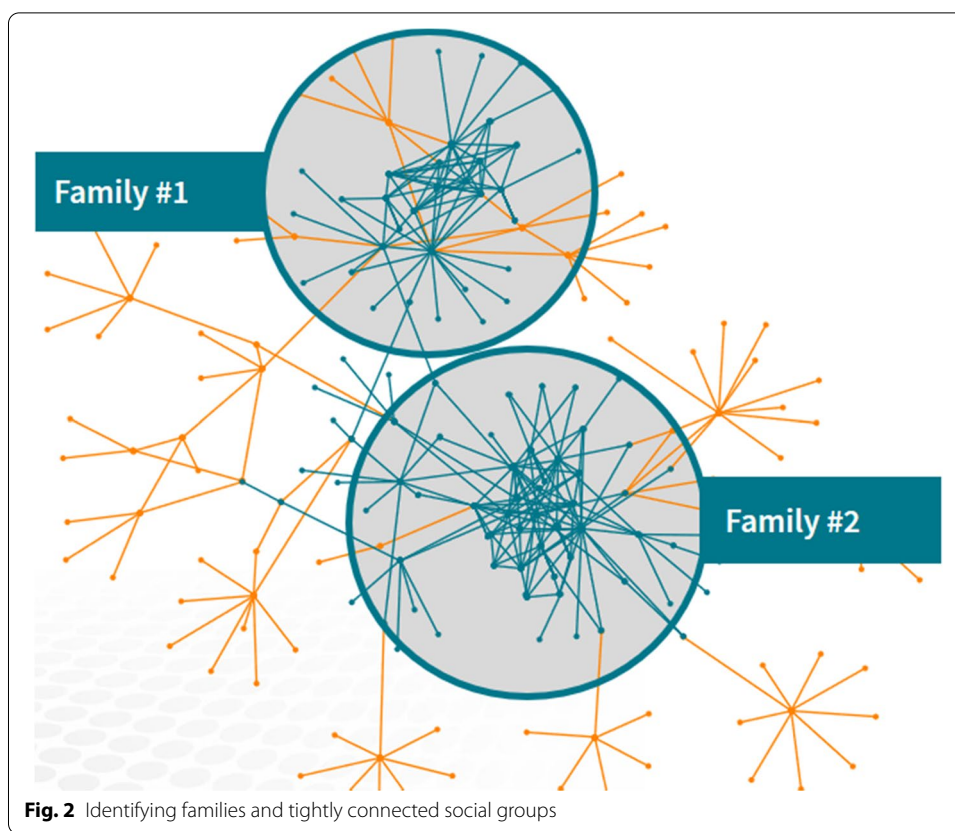 Family #1
Family #2
Fig. 2 Identifying families and tightly connected social groups